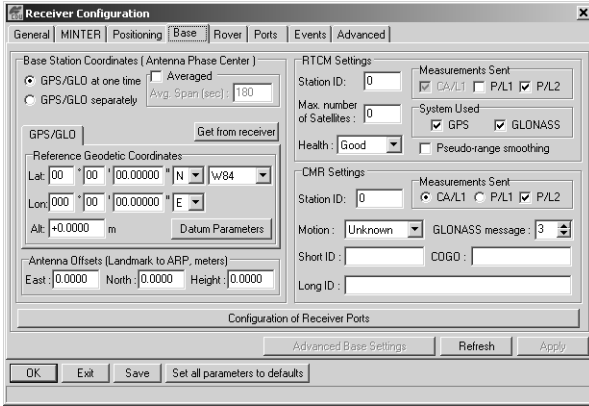 Receiver Configuration
General MINTER Positioning Base Rover Ports Events Advanced
Base Station Coordinates ( Antenna Phase Center )
GPS/GLO at one time
Averaged
GPS/GLO separately
Avg. Span (sec) : 180
GPS/GLO
Get from receiver
Reference Geodetic Coordinates
Lat: 00 ° 00 ' 00.00000 " N W84
Lon: 000 ° 00 ' 00.00000 " E
Alt: +0.0000 m Datum Parameters
Antenna Offsets (Landmark to ARP, meters)
East : 0.0000 North : 0.0000 Height : 0.0000
RTCM Settings
Station ID: 0
Measurements Sent
CA/L1 P/L1 P/L2
Max. number
of Satellites : 0
System Used
GPS GLONASS
Health : Good
Pseudo-range smoothing
CMR Settings
Station ID: 0
Measurements Sent
CA/L1 P/L1 P/L2
Motion : Unknown GLONASS message : 3
Short ID : COGO :
Long ID :
Configuration of Receiver Ports
Advanced Base Settings Refresh Apply
OK Exit Save Set all parameters to defaults